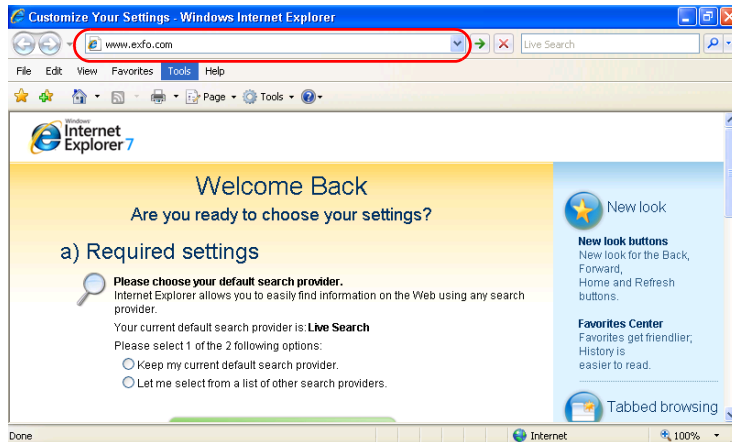 Customize Your Settings - Windows Internet Explorer
www.exfo.com
Live Search
File Edit View Favorites Tools Help
Page Tools
Windows
Internet
Explorer 7
Welcome Back
Are you ready to choose your settings?
a) Required settings
Please choose your default search provider.
Internet Explorer allows you to easily find information on the Web using any search
provider.
Your current default search provider is: Live Search
Please select 1 of the 2 following options:
Keep my current default search provider.
Let me select from a list of other search providers.
New look
New look buttons
New look for the Back,
Forward,
Home and Refresh
buttons.
Favorites Center
Favorites get friendlier;
History is
easier to read.
Tabbed browsing
Done
Internet
100%